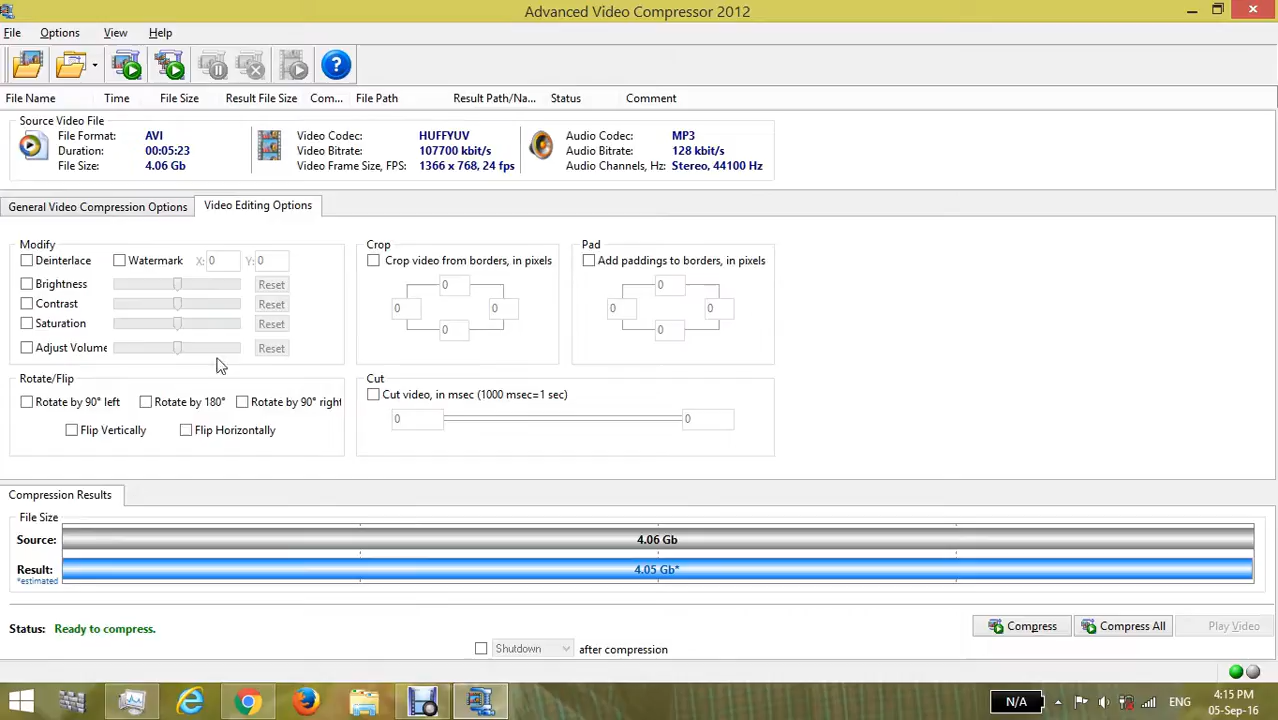 Advanced Video Compressor 2012
File Options View Help
File Name Time File Size Result File Size Com... File Path Result Path/Na... Status Comment
Source Video File
File Format: AVI Video Codec: HUFFYUV Audio Codec: MP3
Duration: 00:05:23 Video Bitrate: 107700 kbit/s Audio Bitrate: 128 kbit/s
File Size: 4.06 Gb Video Frame Size, FPS: 1366 x 768, 24 fps Audio Channels, Hz: Stereo, 44100 Hz
General Video Compression Options Video Editing Options
Modify Crop Pad
Deinterlace Watermark X: 0 Y: 0 Crop video from borders, in pixels Add paddings to borders, in pixels
Brightness Reset 0 0
Contrast Reset 0 0 0 0
Saturation Reset 0 0
Adjust Volume Reset
Rotate/Flip Cut
Rotate by 90° left Rotate by 180° Rotate by 90° right Cut video, in msec (1000 msec=1 sec)
Flip Vertically Flip Horizontally 0 0
Compression Results
File Size
Source: 4.06 Gb
Result: 4.05 Gb*
*estimated
Status: Ready to compress. Compress Compress All Play Video
Shutdown after compression
N/A ENG 4:15 PM
05-Sep-16